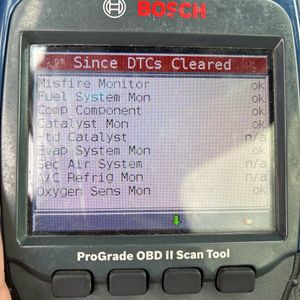 BOSCH
Since DTCs Cleared
Misfire Monitor ok
Fuel System Mon ok
Comp Component ok
Catalyst Mon ok
Htd Catalyst n/a
Evap System Mon ok
Sec Air System n/a
A/C Refrig Mon n/a
Oxygen Sens Mon ok
ProGrade OBD II Scan Tool